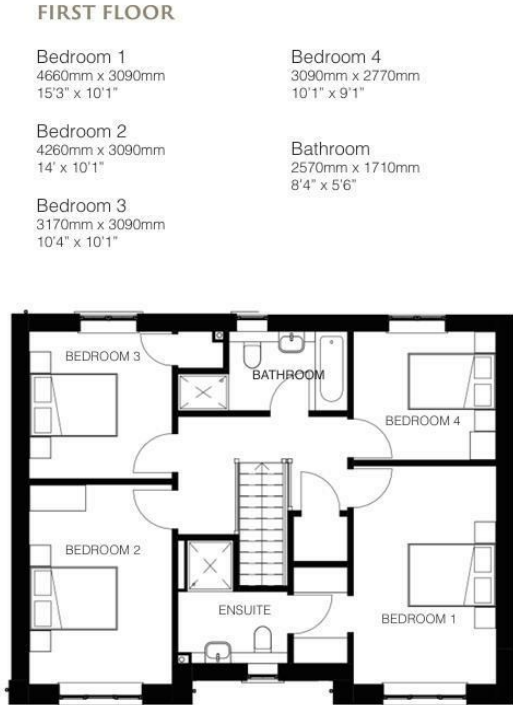 FIRST FLOOR
Bedroom 1
4660mm x 3090mm
15'3" x 10'1"
Bedroom 2
4260mm x 3090mm
14' x 10'1"
Bedroom 3
3170mm x 3090mm
10'4" x 10'1"
Bedroom 4
3090mm x 2770mm
10'1" x 9'1"
Bathroom
2570mm x 1710mm
8'4" x 5'6"
BEDROOM 3
BATHROOM
BEDROOM 4
BEDROOM 2
ENSUITE
BEDROOM 1